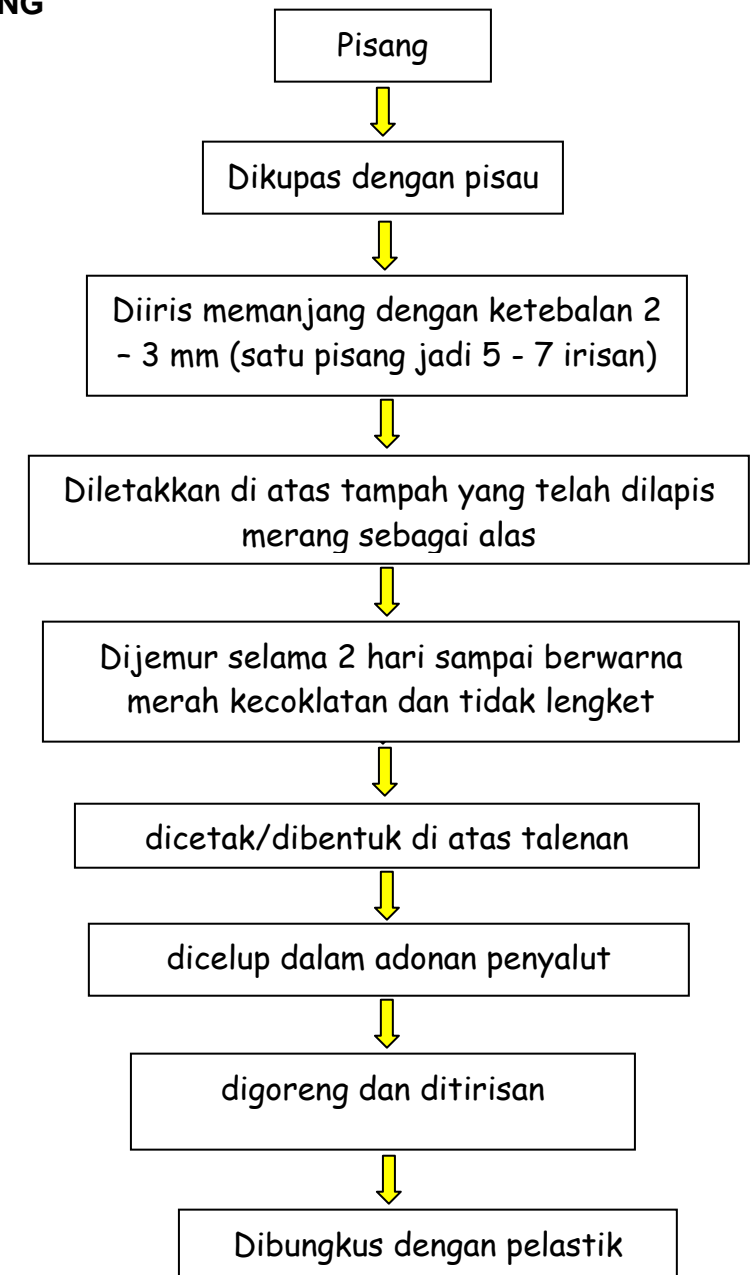 NG
Pisang
Dikupas dengan pisau
Diiris memanjang dengan ketebalan 2
– 3 mm (satu pisang jadi 5 - 7 irisan)
Diletakkan di atas tampah yang telah dilapis
merang sebagai alas
Dijemur selama 2 hari sampai berwarna
merah kecoklatan dan tidak lengket
dicetak/dibentuk di atas talenan
dicelup dalam adonan penyalut
digoreng dan ditirisan
Dibungkus dengan pelastik